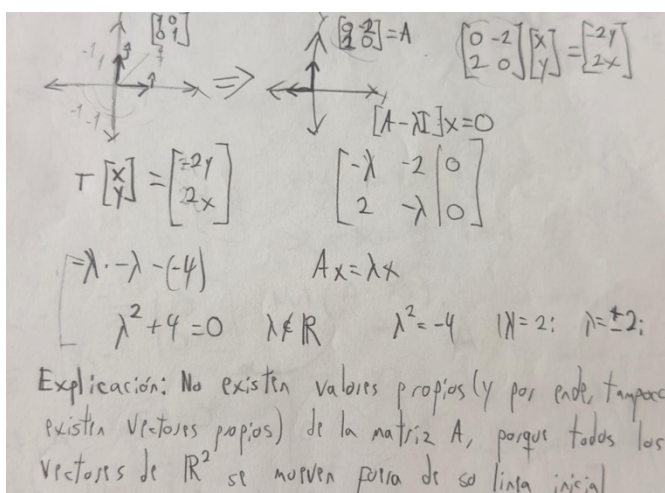 [1 0 0 1]
⇒
[0 -2 2 0] = A
[0 -2 2 0] [x y] = [-2y 2x]
[A - λI]x = 0
T [x y] = [-2y 2x]
[-λ -2 | 0
2 -λ | 0]
-λ · -λ - (-4)
Ax = λx
λ² + 4 = 0 λ ∉ ℝ λ² = -4 |λ| = 2i λ = ±2i
Explicación: No existen valores propios (y por ende, tampoco
existen vectores propios) de la matriz A, porque todos los
vectores de ℝ² se mueven fuera de su línea inicial